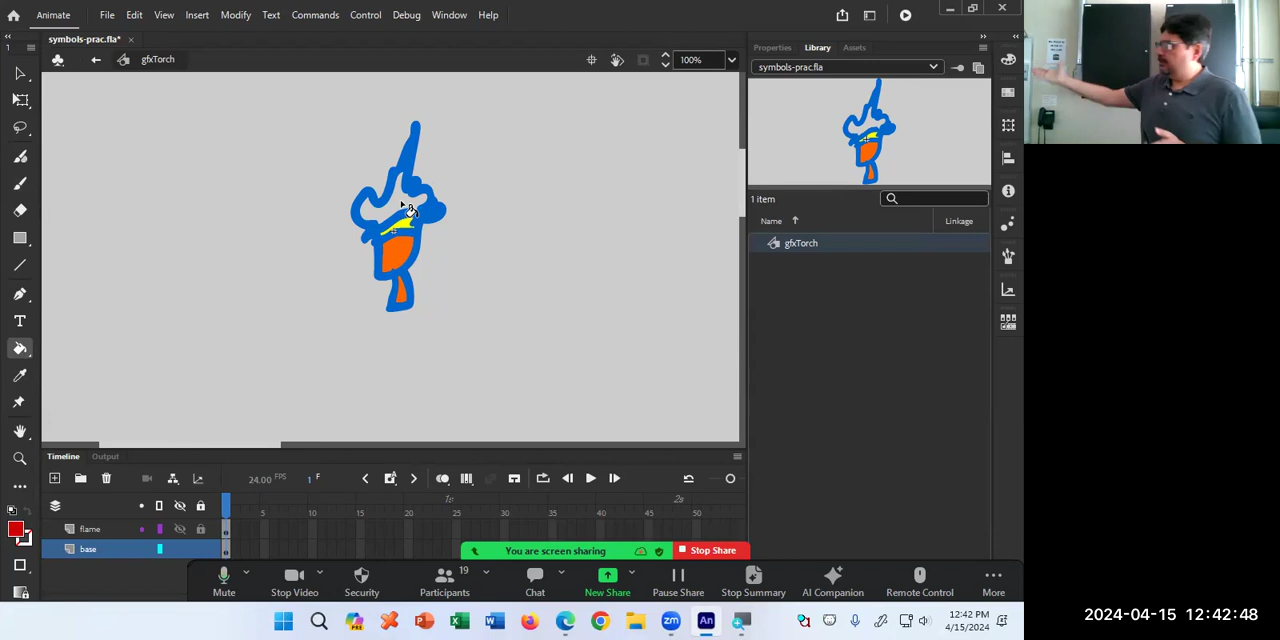 Animate
File Edit View Insert Modify Text Commands Control Debug Window Help
symbols-prac.fla*
gfxTorch
100%
Properties Library Assets
symbols-prac.fla
1 item
Name Linkage
gfxTorch
Timeline Output
24.00 FPS 1 F
1s 2s
5 10 15 20 25 30 35 40 45 50
flame
base
You are screen sharing Stop Share
19
Mute Stop Video Security Participants Chat New Share Pause Share Stop Summary AI Companion Remote Control More
12:42 PM
4/15/2024
2024-04-15 12:42:48